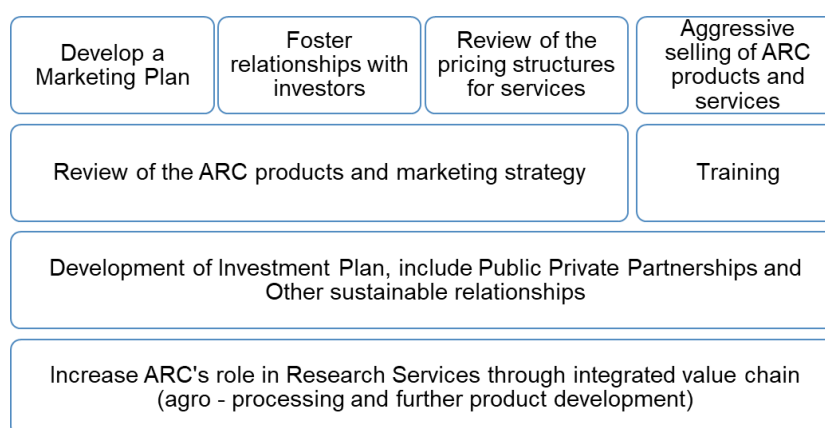 Develop a
Marketing Plan
Foster
relationships with
investors
Review of the
pricing structures
for services
Aggressive
selling of ARC
products and
services
Review of the ARC products and marketing strategy
Training
Development of Investment Plan, include Public Private Partnerships and
Other sustainable relationships
Increase ARC's role in Research Services through integrated value chain
(agro - processing and further product development)